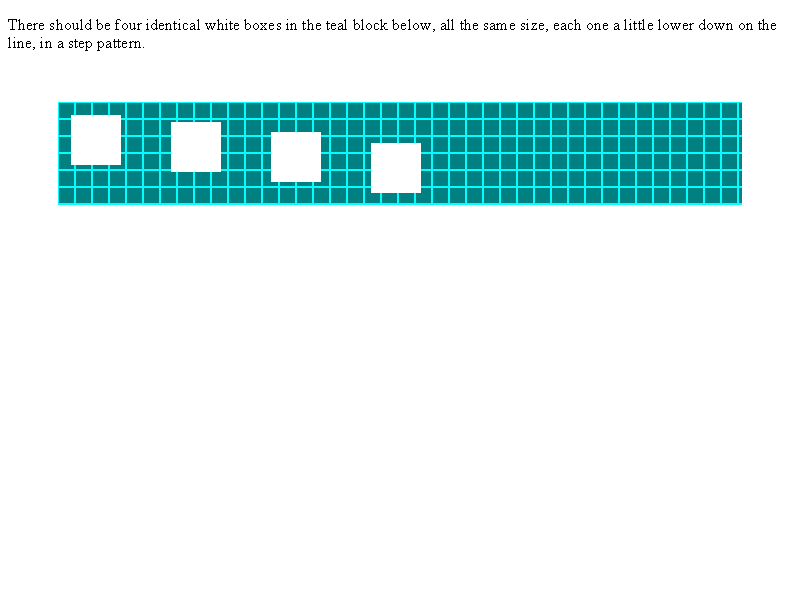 There should be four identical white boxes in the teal block below, all the same size, each one a little lower down on the
line, in a step pattern.